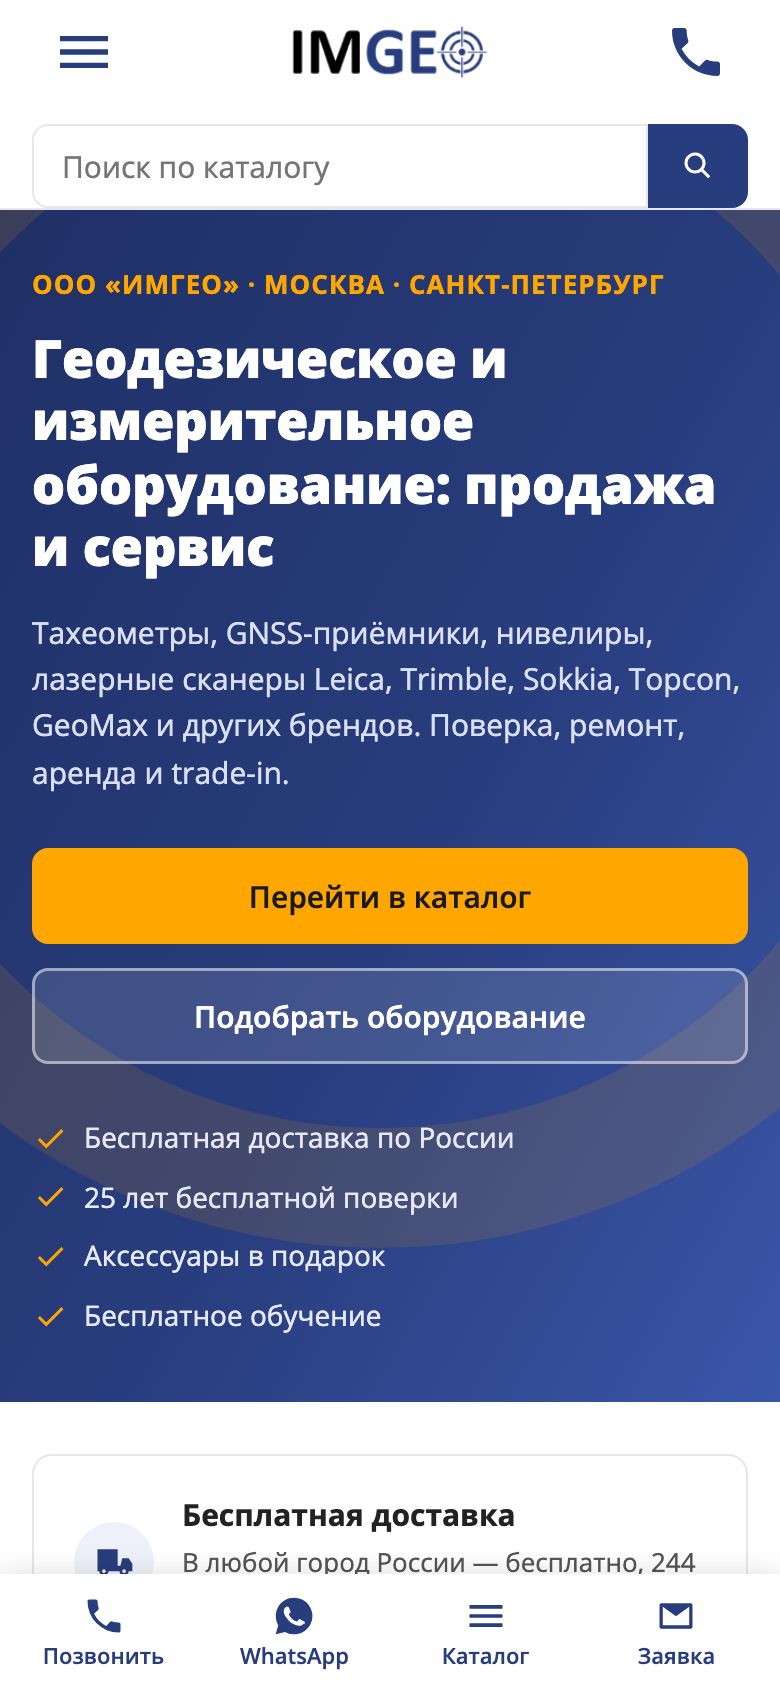 IMGEO
Поиск по каталогу
ООО «ИМГЕО» · МОСКВА · САНКТ-ПЕТЕРБУРГ
Геодезическое и
измерительное
оборудование: продажа
и сервис
Тахеометры, GNSS-приёмники, нивелиры,
лазерные сканеры Leica, Trimble, Sokkia, Topcon,
GeoMax и других брендов. Поверка, ремонт,
аренда и trade-in.
Перейти в каталог
Подобрать оборудование
Бесплатная доставка по России
25 лет бесплатной поверки
Аксессуары в подарок
Бесплатное обучение
Бесплатная доставка
В любой город России — бесплатно, 244
Позвонить WhatsApp Каталог Заявка